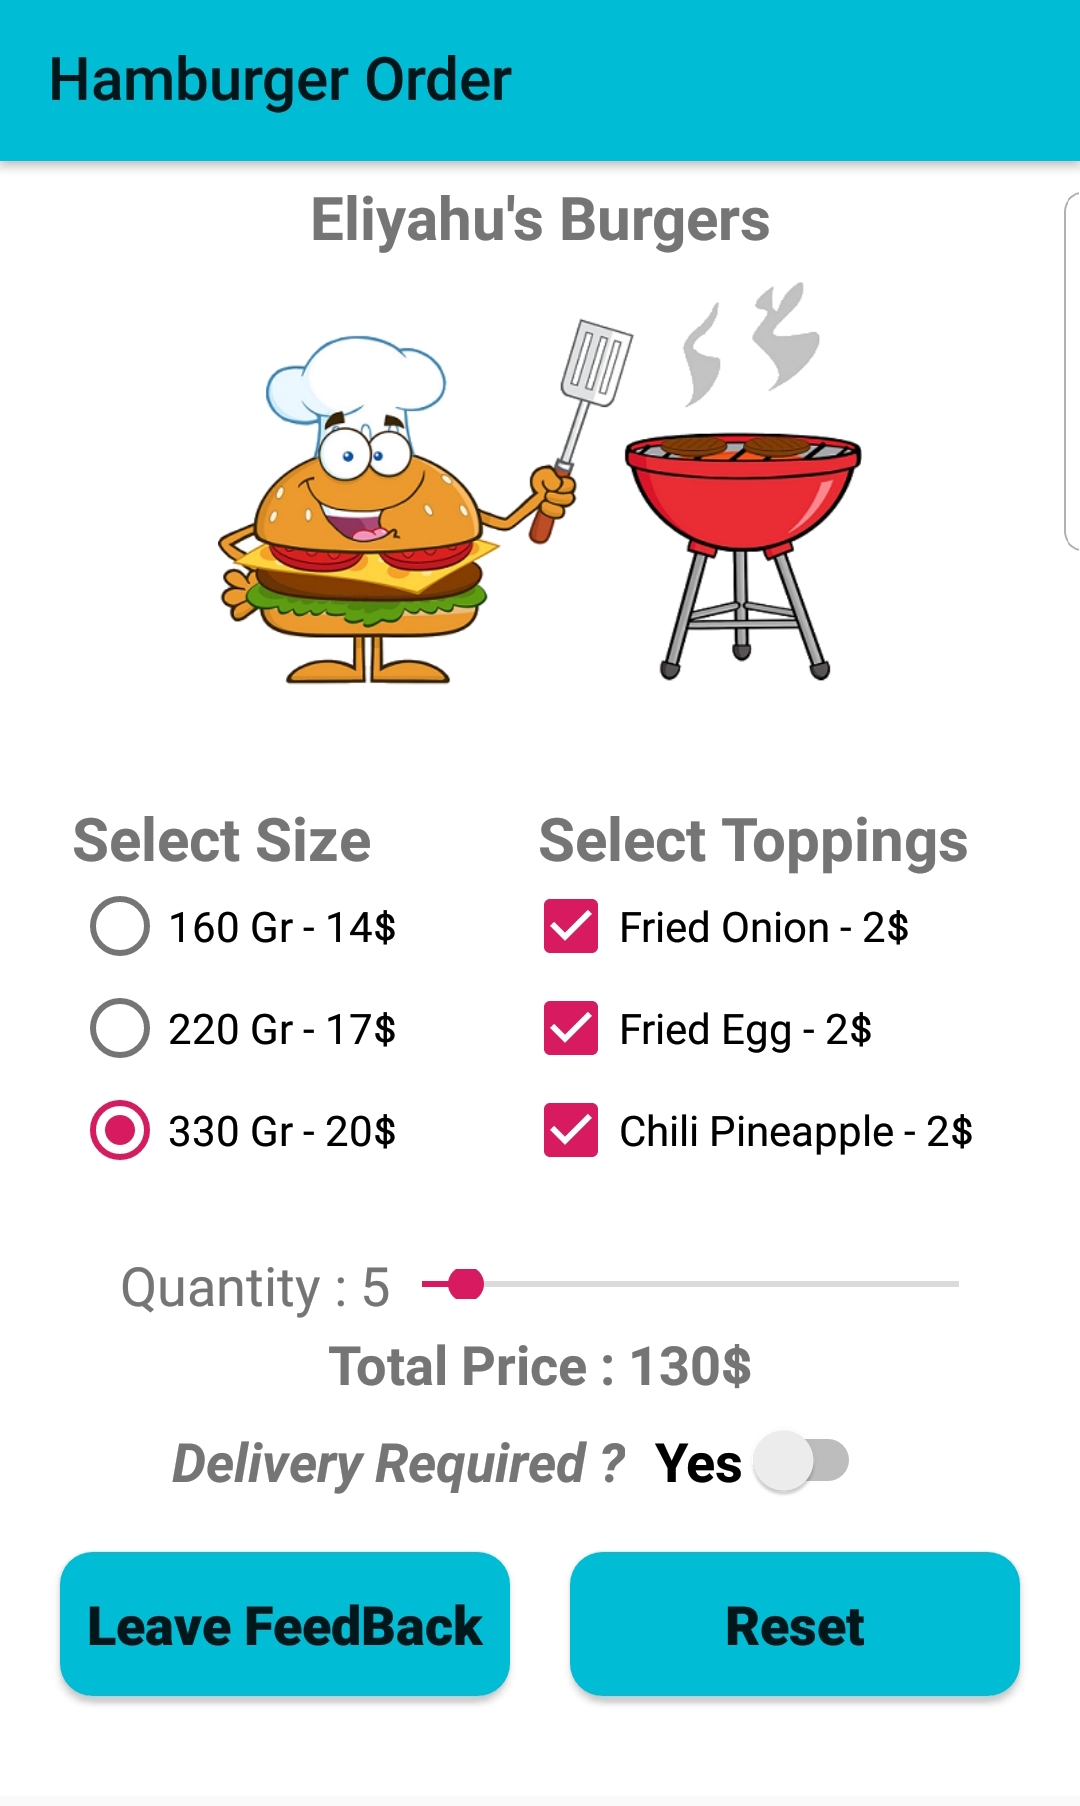 Hamburger Order
Eliyahu's Burgers
Select Size
160 Gr - 14$
220 Gr - 17$
330 Gr - 20$
Select Toppings
Fried Onion - 2$
Fried Egg - 2$
Chili Pineapple - 2$
Quantity : 5
Total Price : 130$
Delivery Required ? Yes
Leave FeedBack
Reset